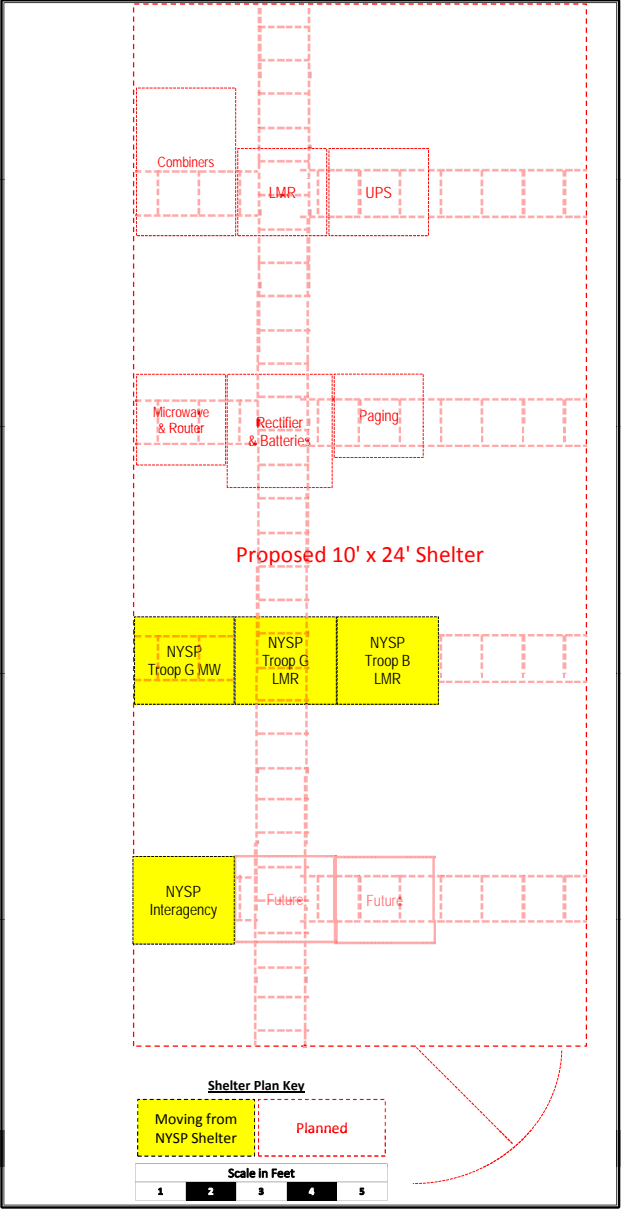 Combiners
LMR
UPS
Microwave
& Router
Rectifier
& Batteries
Paging
Proposed 10' x 24' Shelter
NYSP
Troop G MW
NYSP
Troop G
LMR
NYSP
Troop B
LMR
NYSP
Interagency
Future
Future
Shelter Plan Key
Moving from
NYSP Shelter
Planned
Scale in Feet
1 2 3 4 5